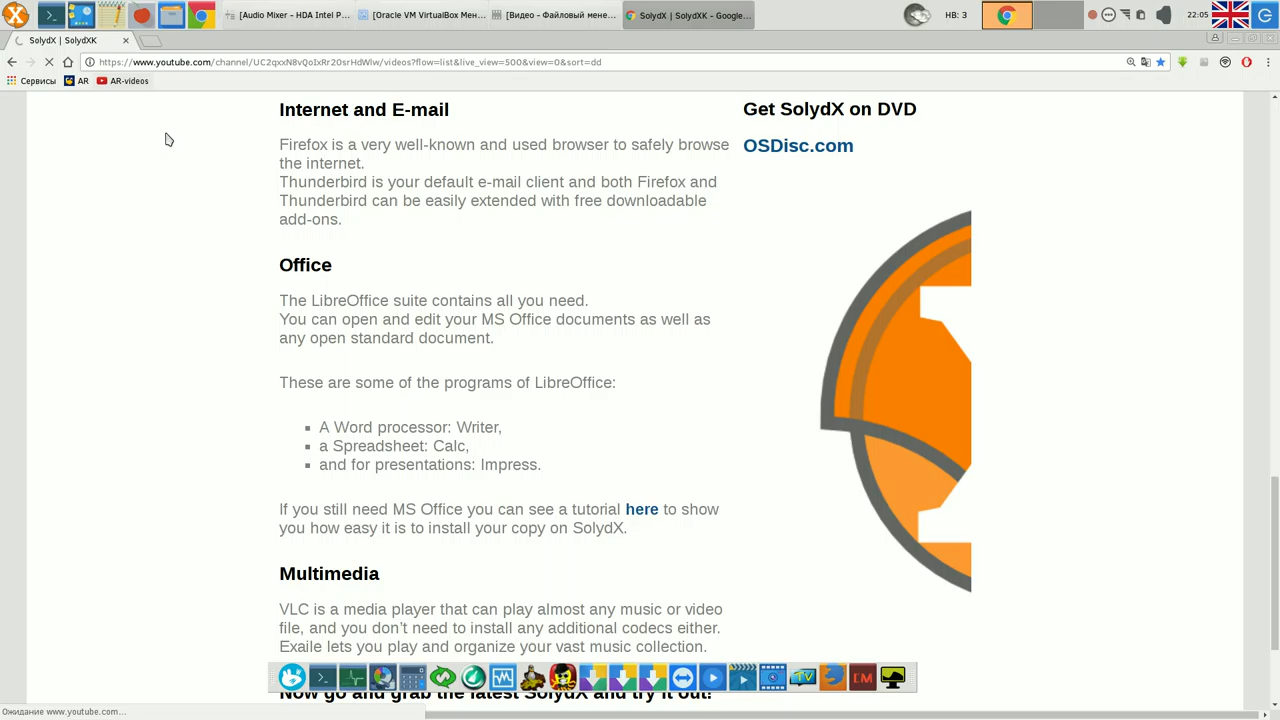 [Audio Mixer - HDA Intel P...
[Oracle VM VirtualBox Мен...
[Видео - Файловый мене...
SolydX | SolydXK - Google...
НВ: 3
22:05
SolydX | SolydXK
https://www.youtube.com/channel/UC2qxxN8vQoIxRr2OsrHdWlw/videos?flow=list&live_view=500&view=0&sort=dd
Сервисы
AR
AR-videos
Internet and E-mail
Firefox is a very well-known and used browser to safely browse
the internet.
Thunderbird is your default e-mail client and both Firefox and
Thunderbird can be easily extended with free downloadable
add-ons.
Office
The LibreOffice suite contains all you need.
You can open and edit your MS Office documents as well as
any open standard document.
These are some of the programs of LibreOffice:
A Word processor: Writer,
a Spreadsheet: Calc,
and for presentations: Impress.
If you still need MS Office you can see a tutorial here to show
you how easy it is to install your copy on SolydX.
Multimedia
VLC is a media player that can play almost any music or video
file, and you don’t need to install any additional codecs either.
Exaile lets you play and organize your vast music collection.
Now go and grab the latest SolydX and try it out!
Get SolydX on DVD
OSDisc.com
TV
Ожидание www.youtube.com...